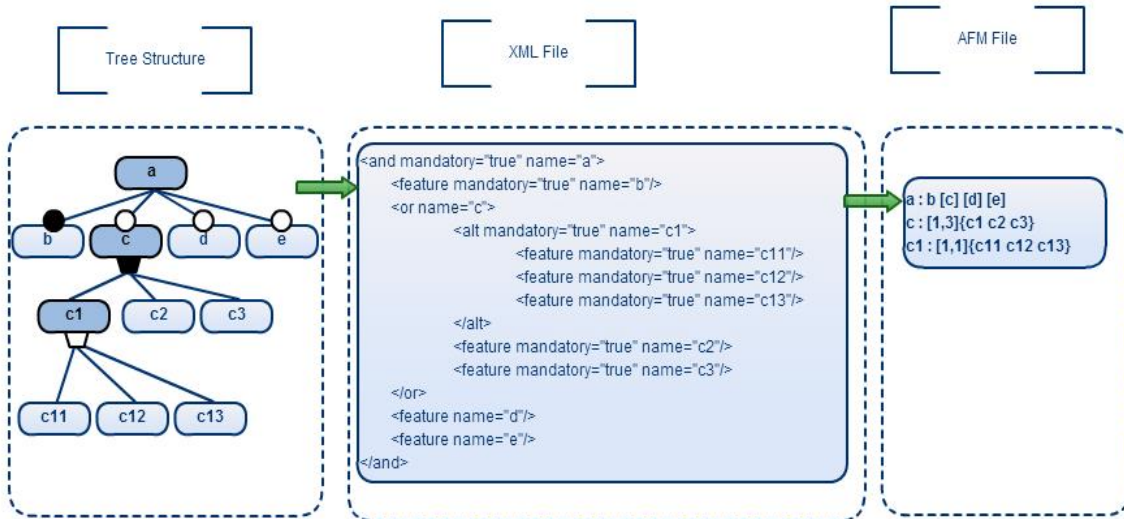 Tree Structure
XML File
AFM File
a
b
c
d
e
c1
c2
c3
c11
c12
c13
<and mandatory="true" name="a">
<feature mandatory="true" name="b"/>
<or name="c">
<alt mandatory="true" name="c1">
<feature mandatory="true" name="c11"/>
<feature mandatory="true" name="c12"/>
<feature mandatory="true" name="c13"/>
</alt>
<feature mandatory="true" name="c2"/>
<feature mandatory="true" name="c3"/>
</or>
<feature name="d"/>
<feature name="e"/>
</and>
a : b [c] [d] [e]
c : [1,3]{c1 c2 c3}
c1 : [1,1]{c11 c12 c13}